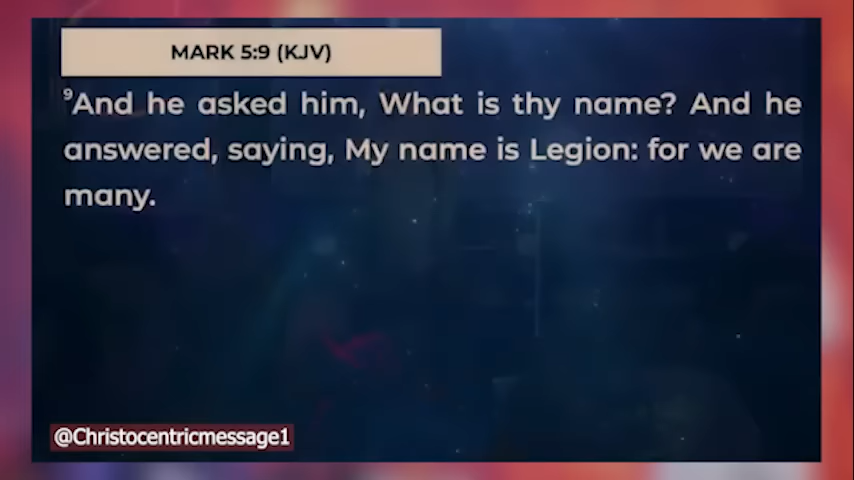 MARK 5:9 (KJV)
⁹And he asked him, What is thy name? And he
answered, saying, My name is Legion: for we are
many.
@Christocentricmessage1